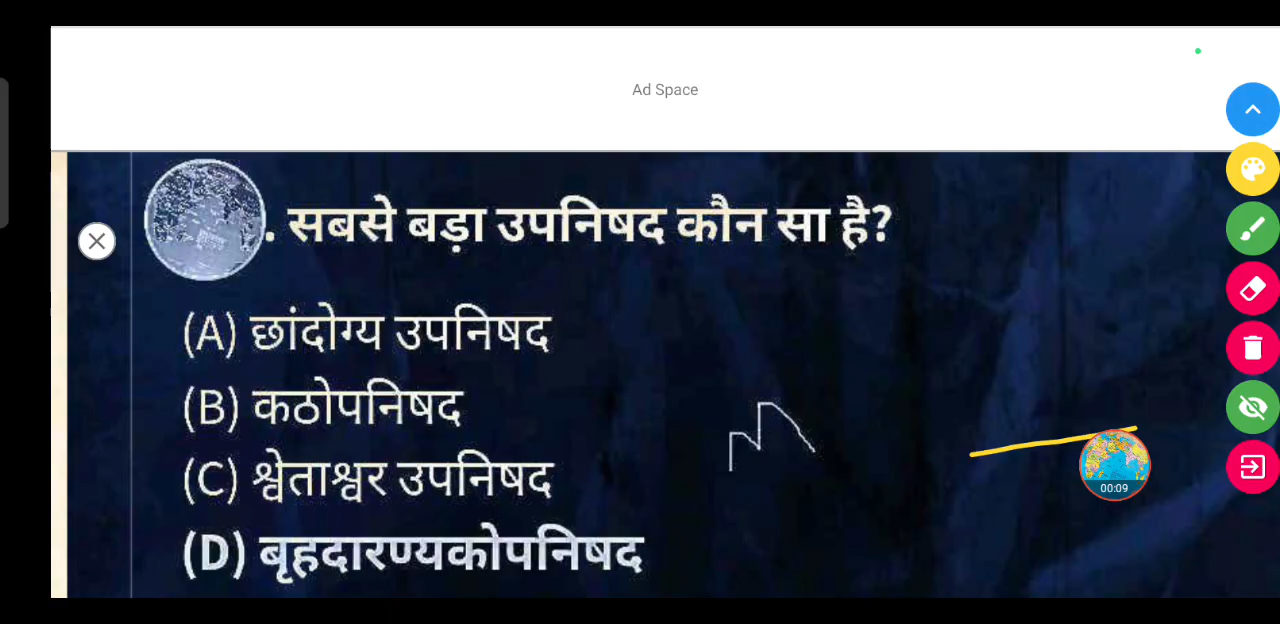 Ad Space
. सबसे बड़ा उपनिषद कौन सा है?
(A) छांदोग्य उपनिषद
(B) कठोपनिषद
(C) श्वेताश्वर उपनिषद
(D) बृहदारण्यकोपनिषद
00:09